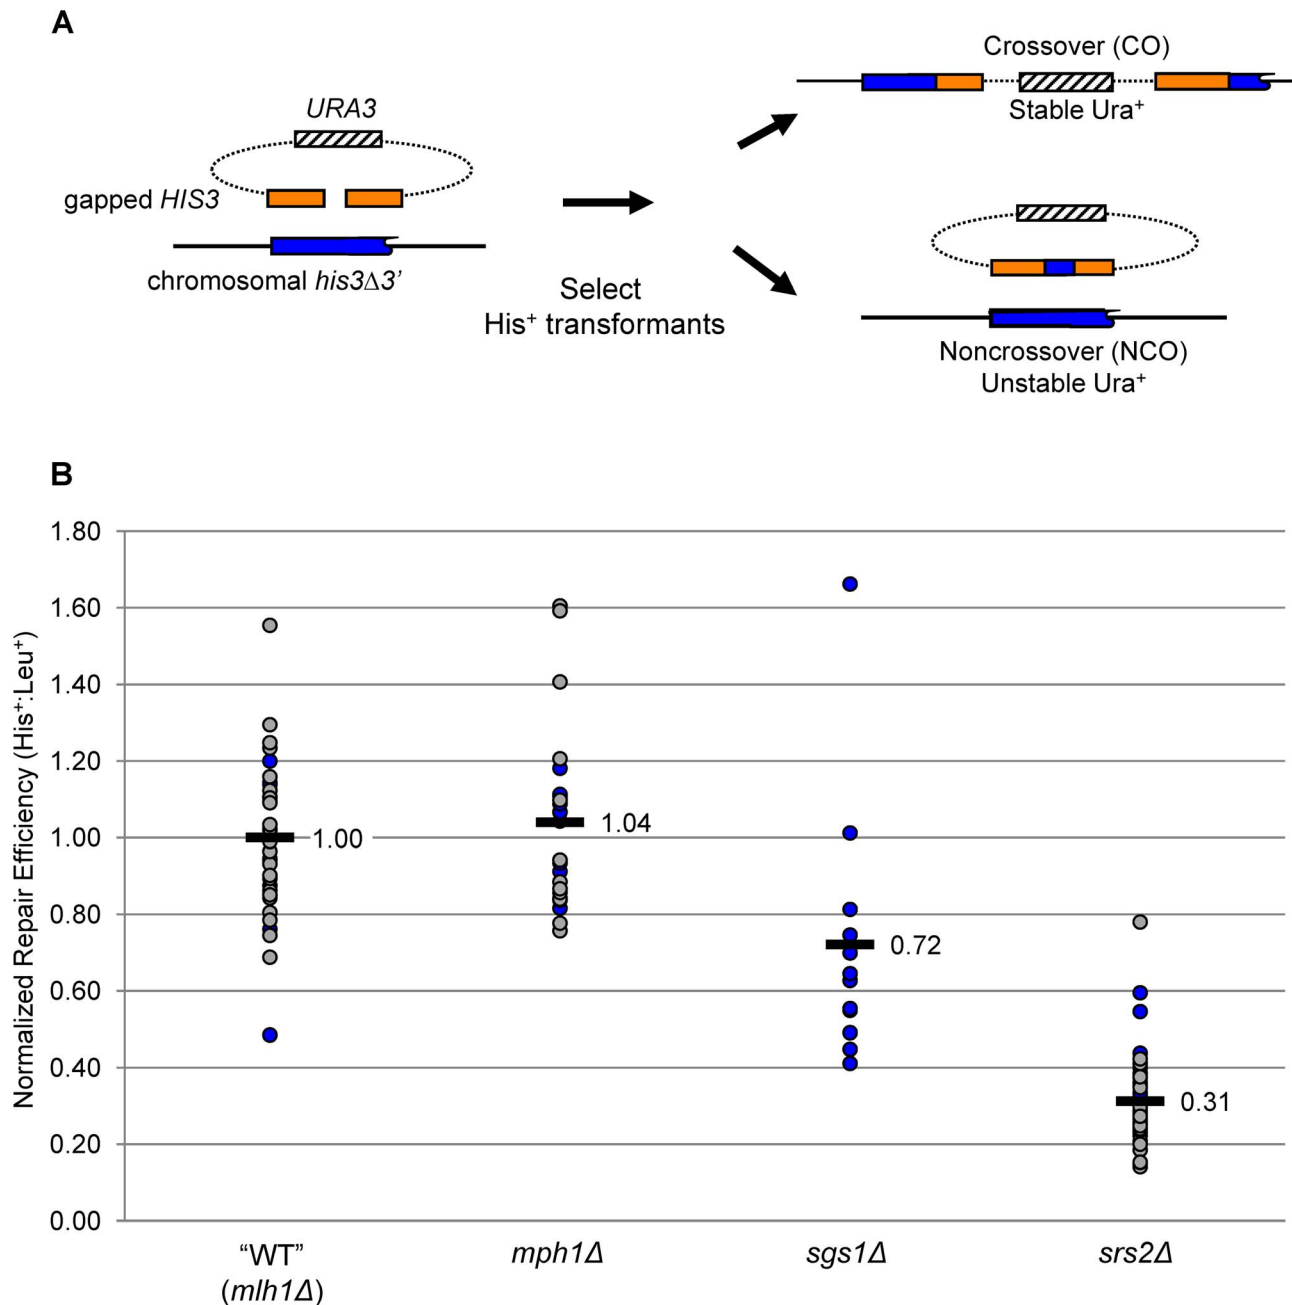 A
URA3
gapped HIS3
chromosomal his3Δ3’
Select
His⁺ transformants
Crossover (CO)
Stable Ura⁺
Noncrossover (NCO)
Unstable Ura⁺
B
Normalized Repair Efficiency (His⁺:Leu⁺)
1.80
1.60
1.40
1.20
1.00
0.80
0.60
0.40
0.20
0.00
1.00
1.04
0.72
0.31
“WT”
(mlh1Δ)
mph1Δ
sgs1Δ
srs2Δ